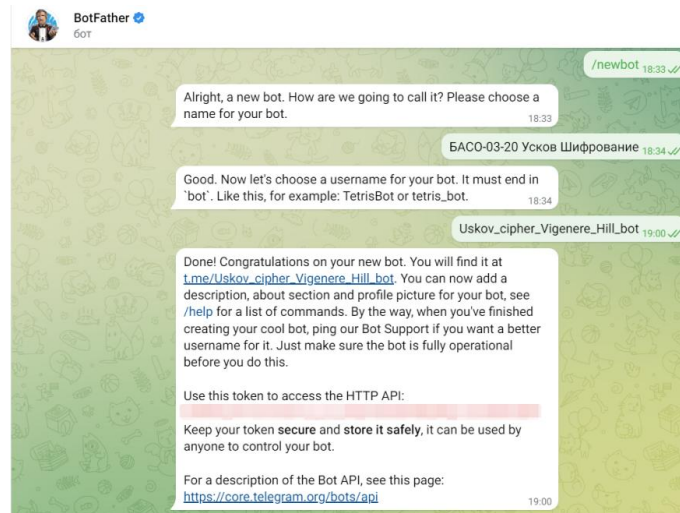 BotFather
бот
/newbot 18:33
Alright, a new bot. How are we going to call it? Please choose a
name for your bot.
18:33
БАСО-03-20 Усков Шифрование 18:34
Good. Now let's choose a username for your bot. It must end in
`bot`. Like this, for example: TetrisBot or tetris_bot.
18:34
Uskov_cipher_Vigenere_Hill_bot 19:00
Done! Congratulations on your new bot. You will find it at
t.me/Uskov_cipher_Vigenere_Hill_bot. You can now add a
description, about section and profile picture for your bot, see
/help for a list of commands. By the way, when you've finished
creating your cool bot, ping our Bot Support if you want a better
username for it. Just make sure the bot is fully operational
before you do this.
Use this token to access the HTTP API:
Keep your token secure and store it safely, it can be used by
anyone to control your bot.
For a description of the Bot API, see this page:
https://core.telegram.org/bots/api
19:00